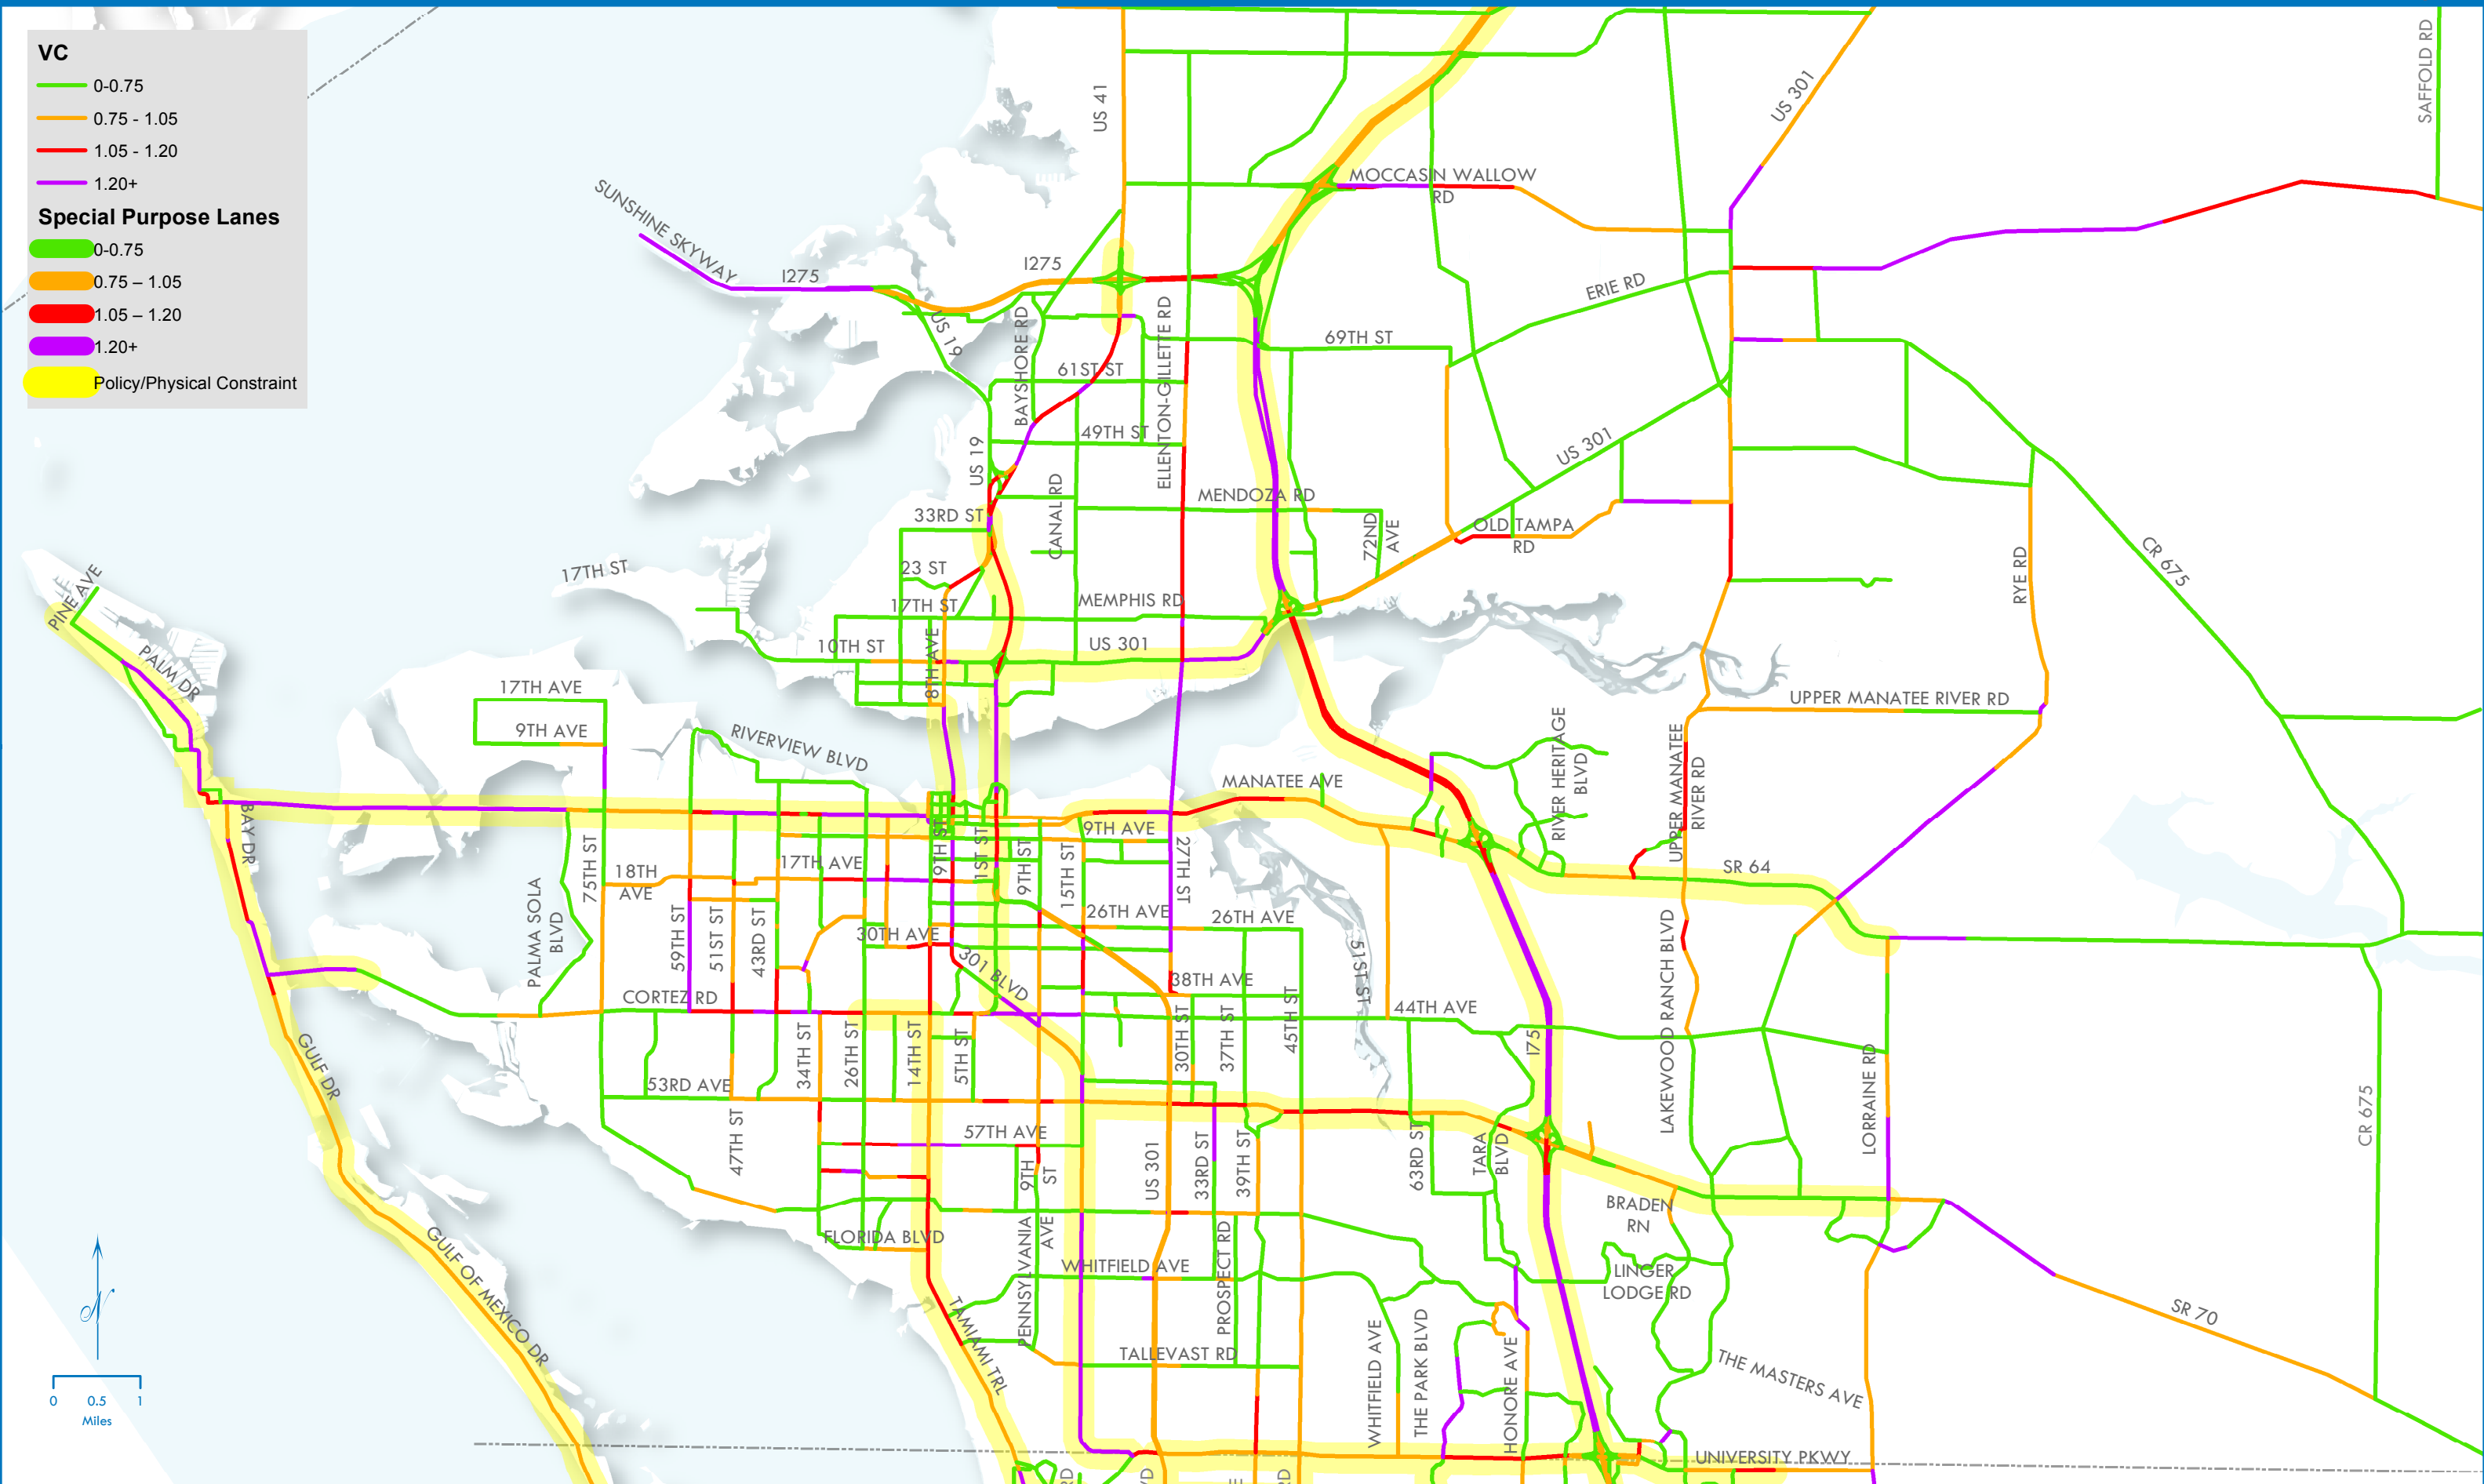 VC
0-0.75
0.75 - 1.05
1.05 - 1.20
1.20+
Special Purpose Lanes
0-0.75
0.75 – 1.05
1.05 – 1.20
1.20+
Policy/Physical Constraint
SAFFOLD RD
US 41
US 301
MOCCASIN WALLOW
RD
SUNSHINE SKYWAY
I275
I275
ERIE RD
US 19
BAYSHORE RD
ELLENTON-GILLETTE RD
69TH ST
61ST ST
49TH ST
US 19
US 301
CANAL RD
MENDOZA RD
33RD ST
72ND
AVE
OLD TAMPA
RD
CR 675
RYE RD
PINE AVE
17TH ST
23 ST
17TH ST
MEMPHIS RD
10TH ST
8TH AVE
US 301
PALM DR
17TH AVE
9TH AVE
RIVERVIEW BLVD
UPPER MANATEE RIVER RD
RIVER HERITAGE
BLVD
UPPER MANATEE
RIVER RD
MANATEE AVE
BAY DR
9TH AVE
75TH ST
18TH
AVE
17TH AVE
9TH ST
1ST ST
9TH ST
15TH ST
27TH ST
SR 64
PALMA SOLA
BLVD
59TH ST
51ST ST
43RD ST
26TH AVE
26TH AVE
30TH AVE
301 BLVD
38TH AVE
51ST ST
LAKEWOOD RANCH BLVD
CORTEZ RD
44TH AVE
I75
34TH ST
26TH ST
14TH ST
5TH ST
30TH ST
37TH ST
45TH ST
LORRAINE RD
CR 675
GULF DR
53RD AVE
47TH ST
57TH AVE
9TH
ST
US 301
33RD ST
39TH ST
63RD ST
TARA
BLVD
BRADEN
RN
FLORIDA BLVD
PENNSYLVANIA
AVE
WHITFIELD AVE
PROSPECT RD
LINGER
LODGE RD
GULF OF MEXICO DR
TAMIAMI TRL
TALLEVAST RD
WHITFIELD AVE
THE PARK BLVD
HONORE AVE
THE MASTERS AVE
SR 70
UNIVERSITY PKWY
RD
VD
E
RD
N
0 0.5 1
Miles